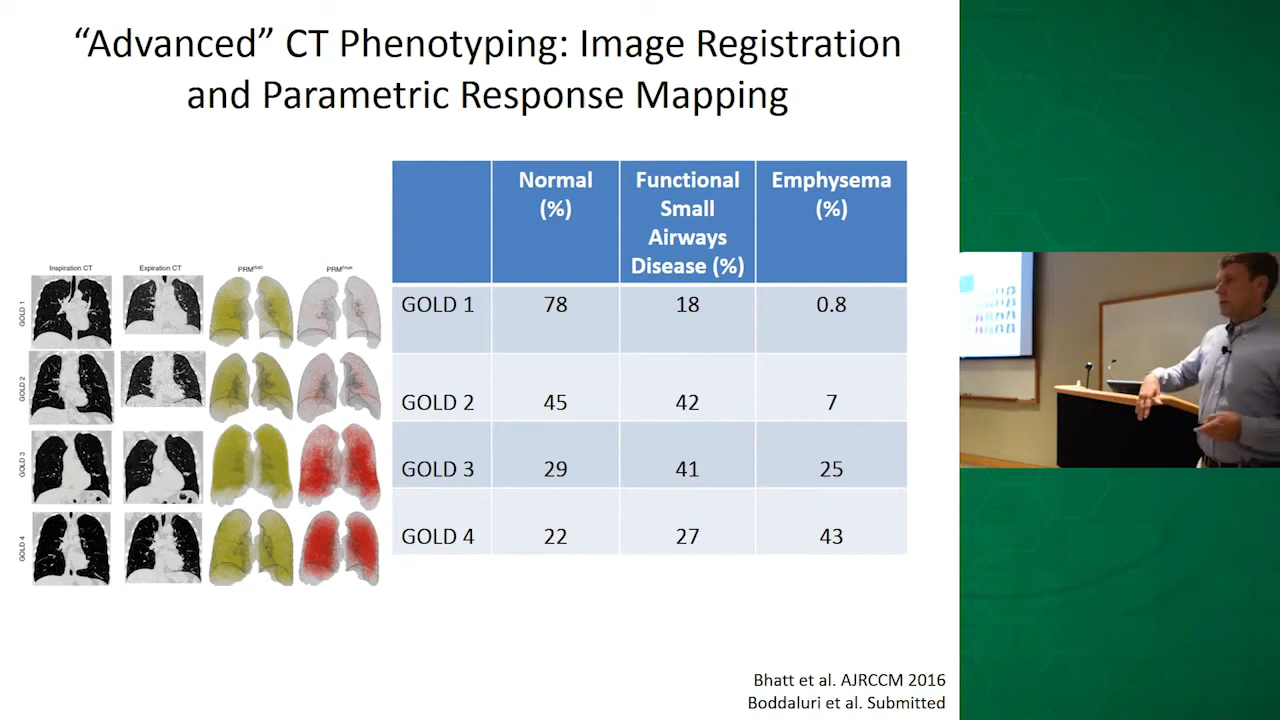 “Advanced” CT Phenotyping: Image Registration
and Parametric Response Mapping
Inspiration CT Expiration CT PRMfSAD PRMEmph
GOLD 1
GOLD 2
GOLD 3
GOLD 4
Normal (%) Functional Small Airways Disease (%) Emphysema (%)
GOLD 1 78 18 0.8
GOLD 2 45 42 7
GOLD 3 29 41 25
GOLD 4 22 27 43
Bhatt et al. AJRCCM 2016
Boddaluri et al. Submitted